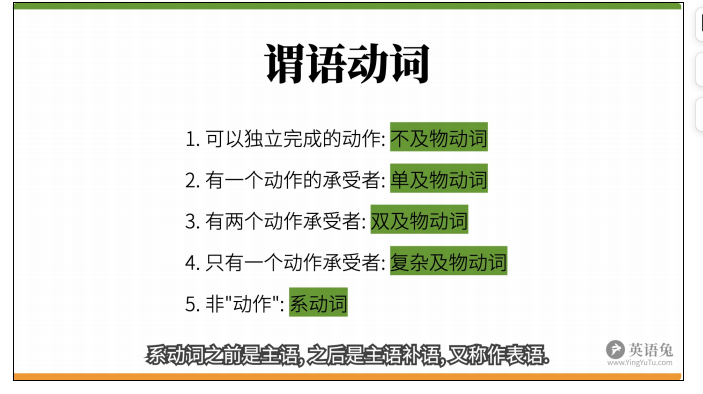 谓语动词
1. 可以独立完成的动作: 不及物动词
2. 有一个动作的承受者: 单及物动词
3. 有两个动作承受者: 双及物动词
4. 只有一个动作承受者: 复杂及物动词
5. 非"动作": 系动词
系动词之前是主语, 之后是主语补语, 又称作表语.
英语兔
www.YingYuTu.com